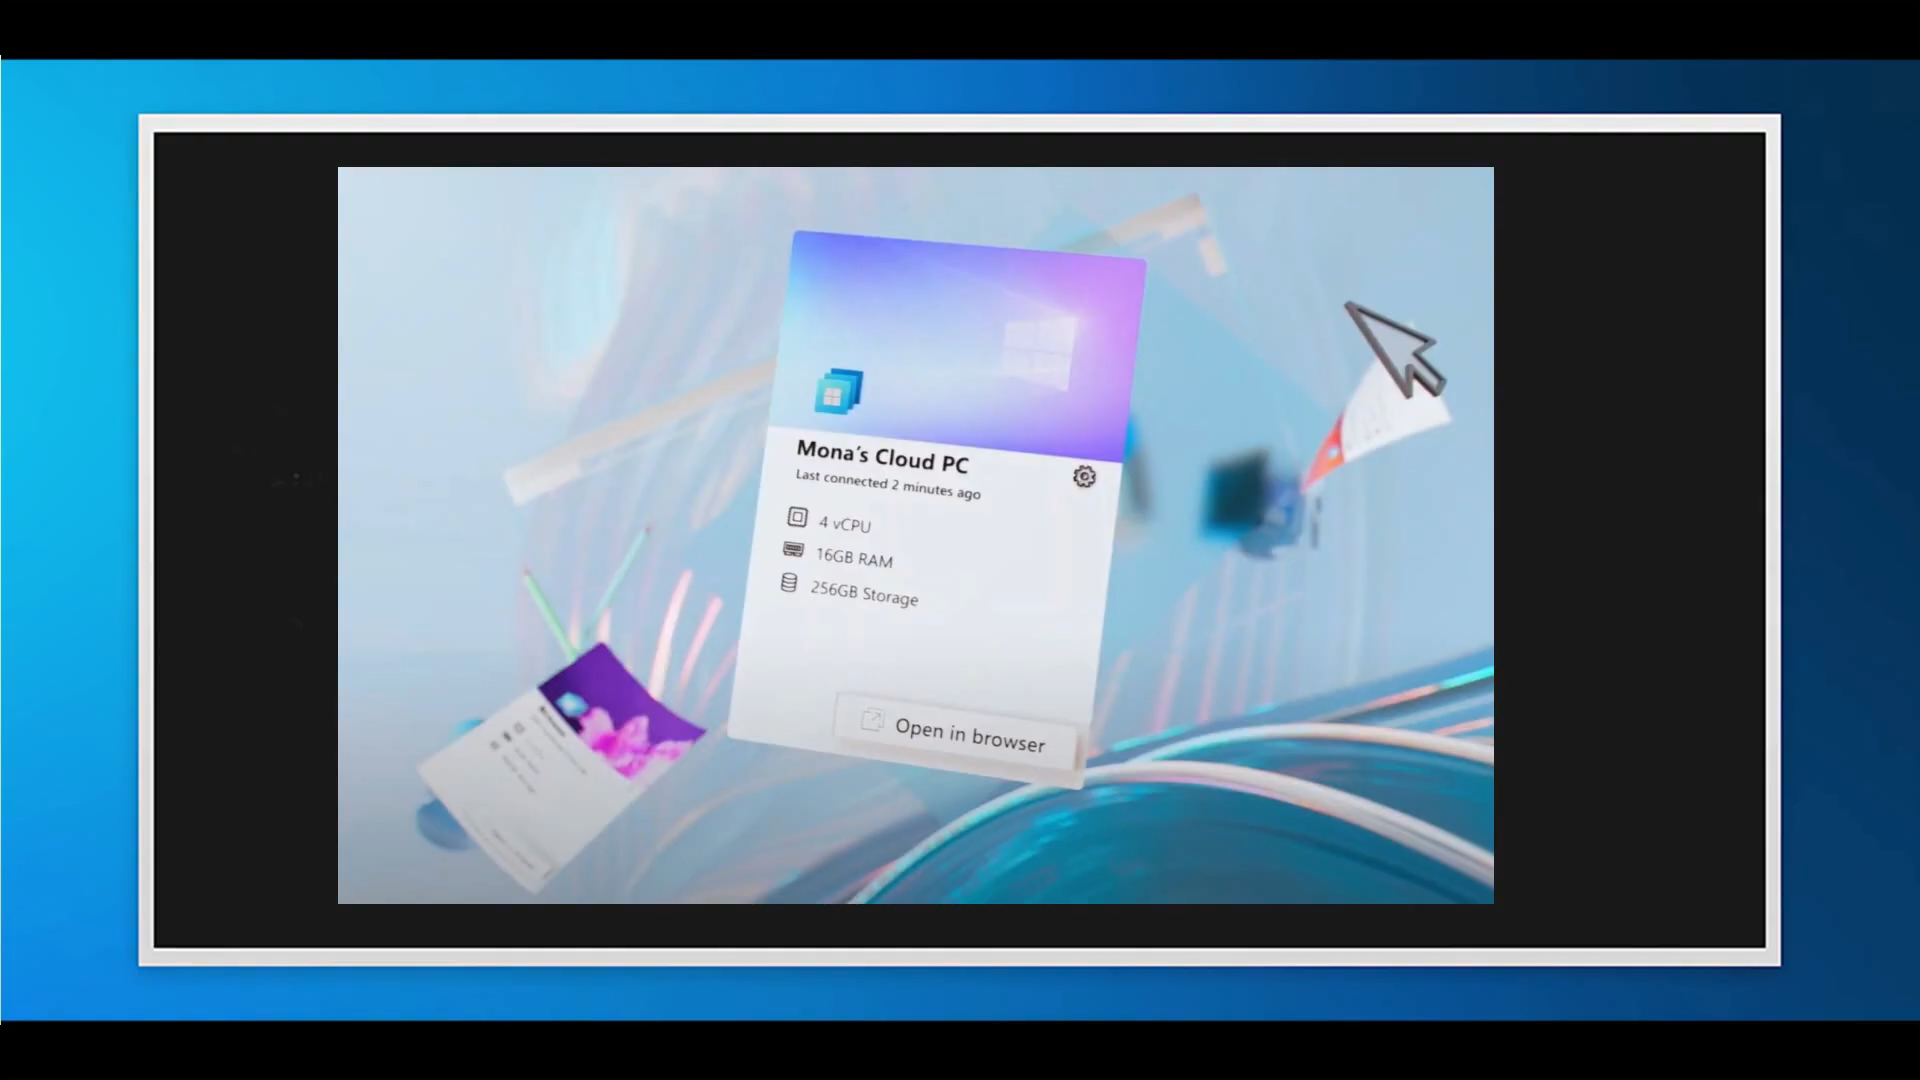 Mona's Cloud PC
Last connected 2 minutes ago
4 vCPU
16GB RAM
256GB Storage
Open in browser